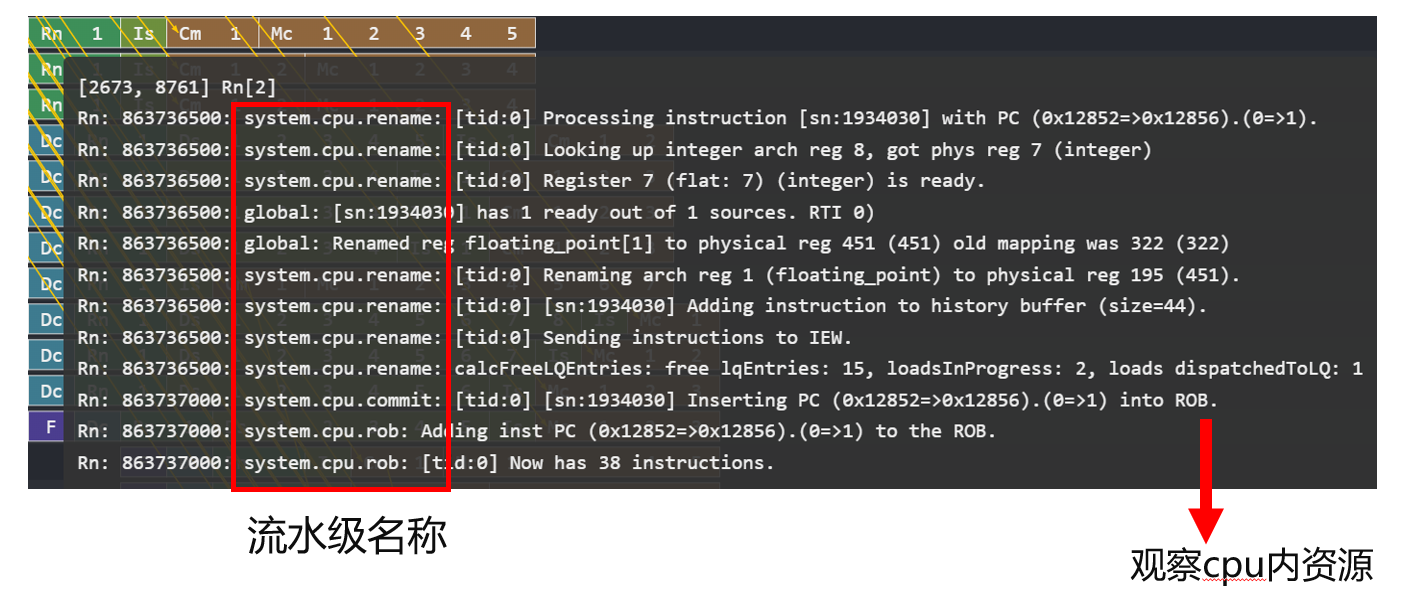 Rn 1 Is Cm 1 Mc 1 2 3 4 5
Rn
[2673, 8761] Rn[2]
Rn
Rn: 863736500: system.cpu.rename: [tid:0] Processing instruction [sn:1934030] with PC (0x12852=>0x12856).(0=>1).
Dc
Rn: 863736500: system.cpu.rename: [tid:0] Looking up integer arch reg 8, got phys reg 7 (integer)
Dc
Rn: 863736500: system.cpu.rename: [tid:0] Register 7 (flat: 7) (integer) is ready.
Dc
Rn: 863736500: global: [sn:1934030] has 1 ready out of 1 sources. RTI 0)
Dc
Rn: 863736500: global: Renamed reg floating_point[1] to physical reg 451 (451) old mapping was 322 (322)
Dc
Rn: 863736500: system.cpu.rename: [tid:0] Renaming arch reg 1 (floating_point) to physical reg 195 (451).
Rn: 863736500: system.cpu.rename: [tid:0] [sn:1934030] Adding instruction to history buffer (size=44).
Dc
Rn: 863736500: system.cpu.rename: [tid:0] Sending instructions to IEW.
Dc
Rn: 863736500: system.cpu.rename: calcFreeLQEntries: free lqEntries: 15, loadsInProgress: 2, loads dispatchedToLQ: 1
Dc
Rn: 863737000: system.cpu.commit: [tid:0] [sn:1934030] Inserting PC (0x12852=>0x12856).(0=>1) into ROB.
F
Rn: 863737000: system.cpu.rob: Adding inst PC (0x12852=>0x12856).(0=>1) to the ROB.
Rn: 863737000: system.cpu.rob: [tid:0] Now has 38 instructions.
流水级名称
观察cpu内资源